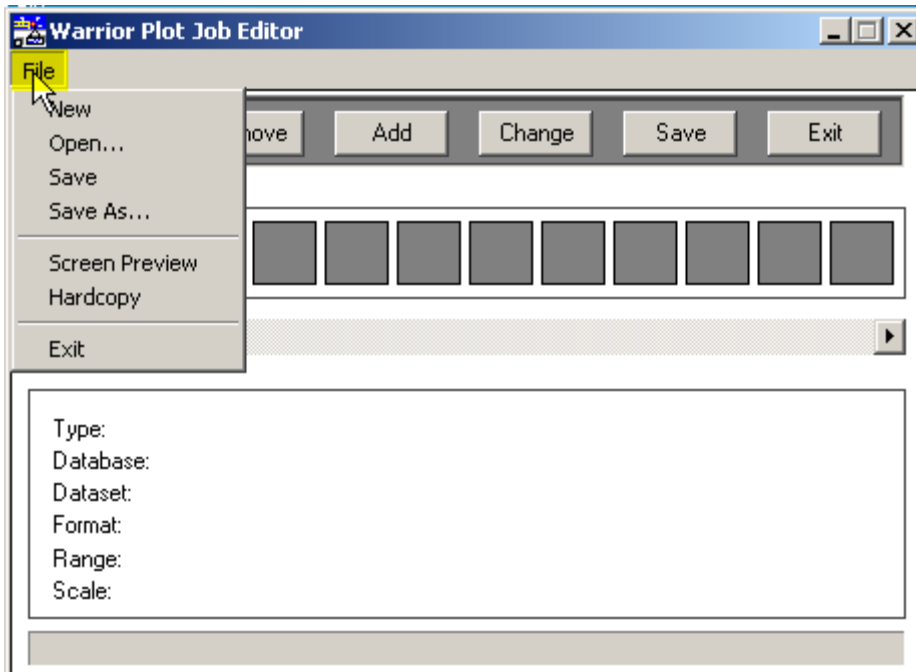 Warrior Plot Job Editor
File
New
Open...
Save
Save As...
Screen Preview
Hardcopy
Exit
Add
Change
Save
Exit
Type:
Database:
Dataset:
Format:
Range:
Scale: